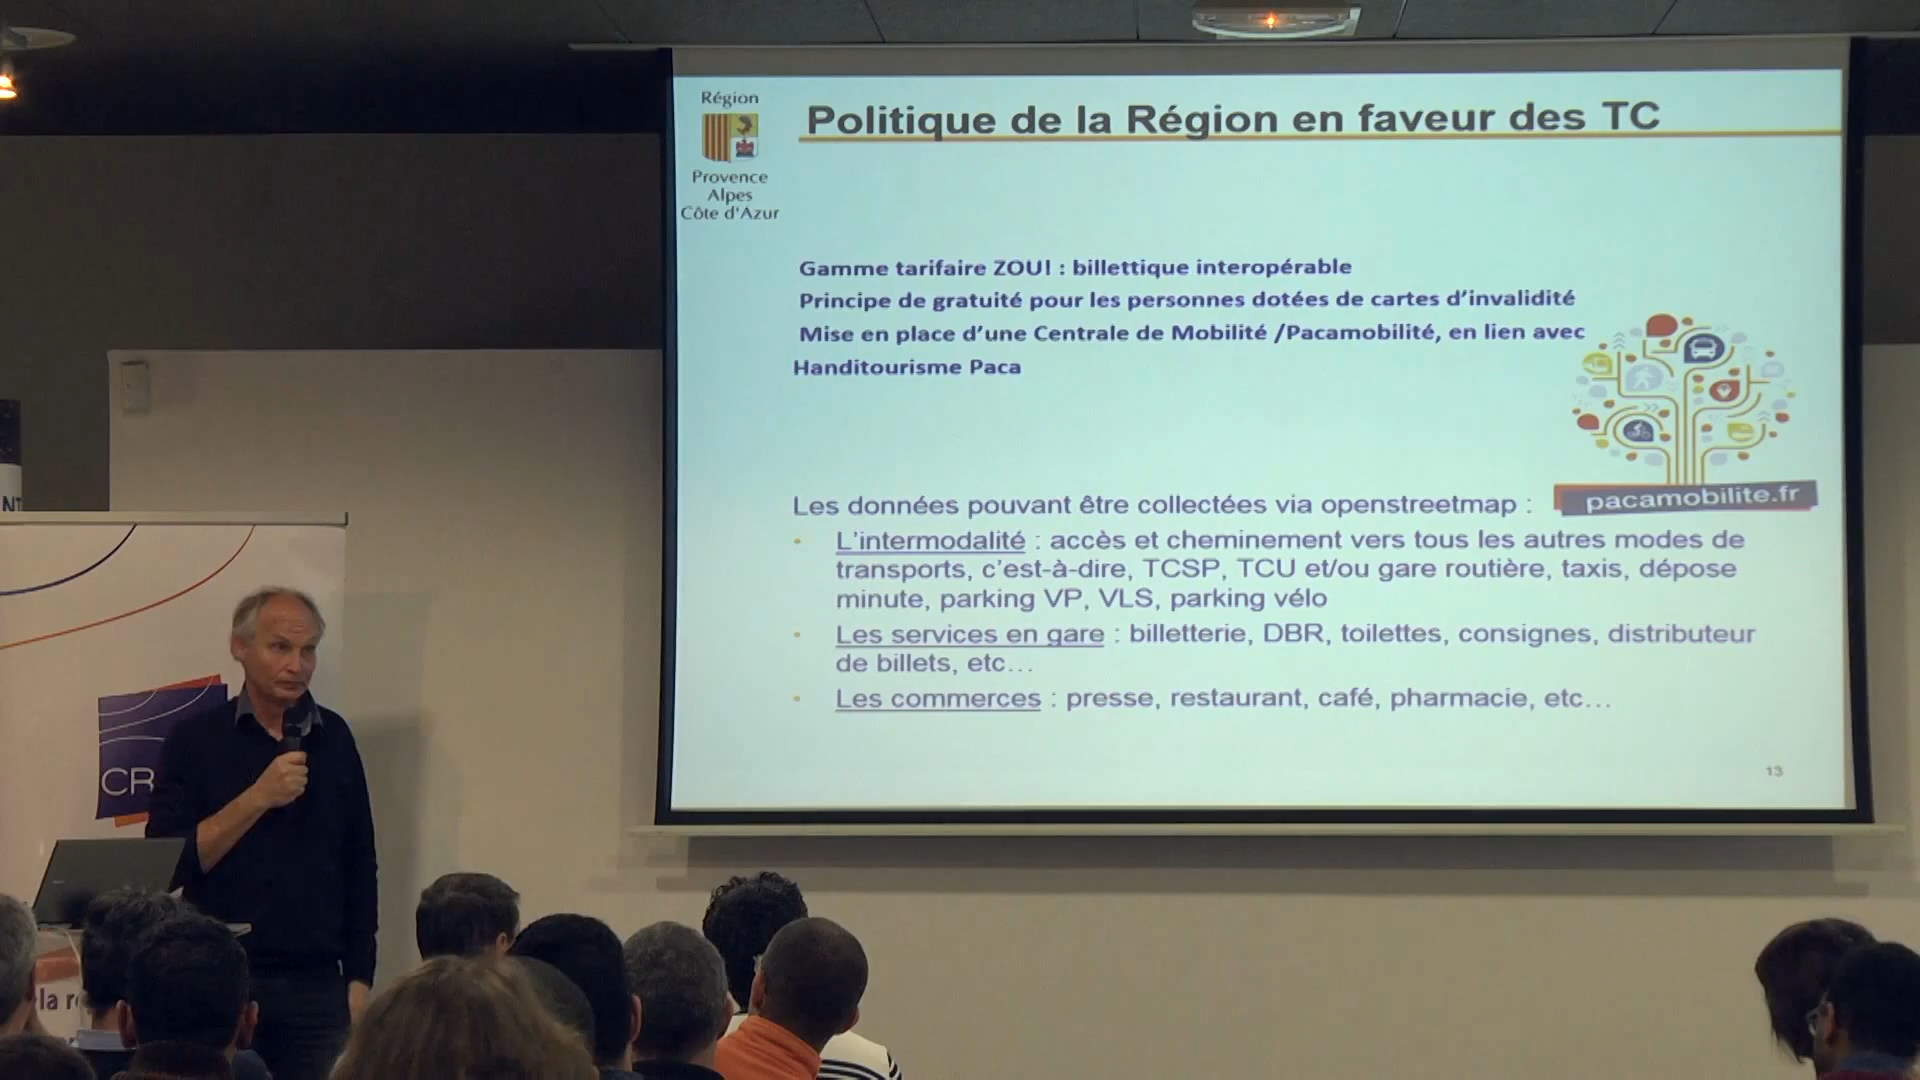 Région
Provence
Alpes
Côte d'Azur
Politique de la Région en faveur des TC
Gamme tarifaire ZOU! : billettique interopérable
Principe de gratuité pour les personnes dotées de cartes d'invalidité
Mise en place d'une Centrale de Mobilité /Pacamobilité, en lien avec
Handitourisme Paca
pacamobilite.fr
Les données pouvant être collectées via openstreetmap :
• L'intermodalité : accès et cheminement vers tous les autres modes de
transports, c'est-à-dire, TCSP, TCU et/ou gare routière, taxis, dépose
minute, parking VP, VLS, parking vélo
• Les services en gare : billetterie, DBR, toilettes, consignes, distributeur
de billets, etc…
• Les commerces : presse, restaurant, café, pharmacie, etc…
13
NT
CR
la r